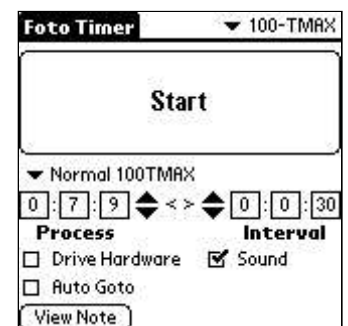 Foto Timer 100-TMAX
Start
Normal 100TMAX
0:7:9 < > 0:0:30
Process Interval
Drive Hardware Sound
Auto Goto
View Note